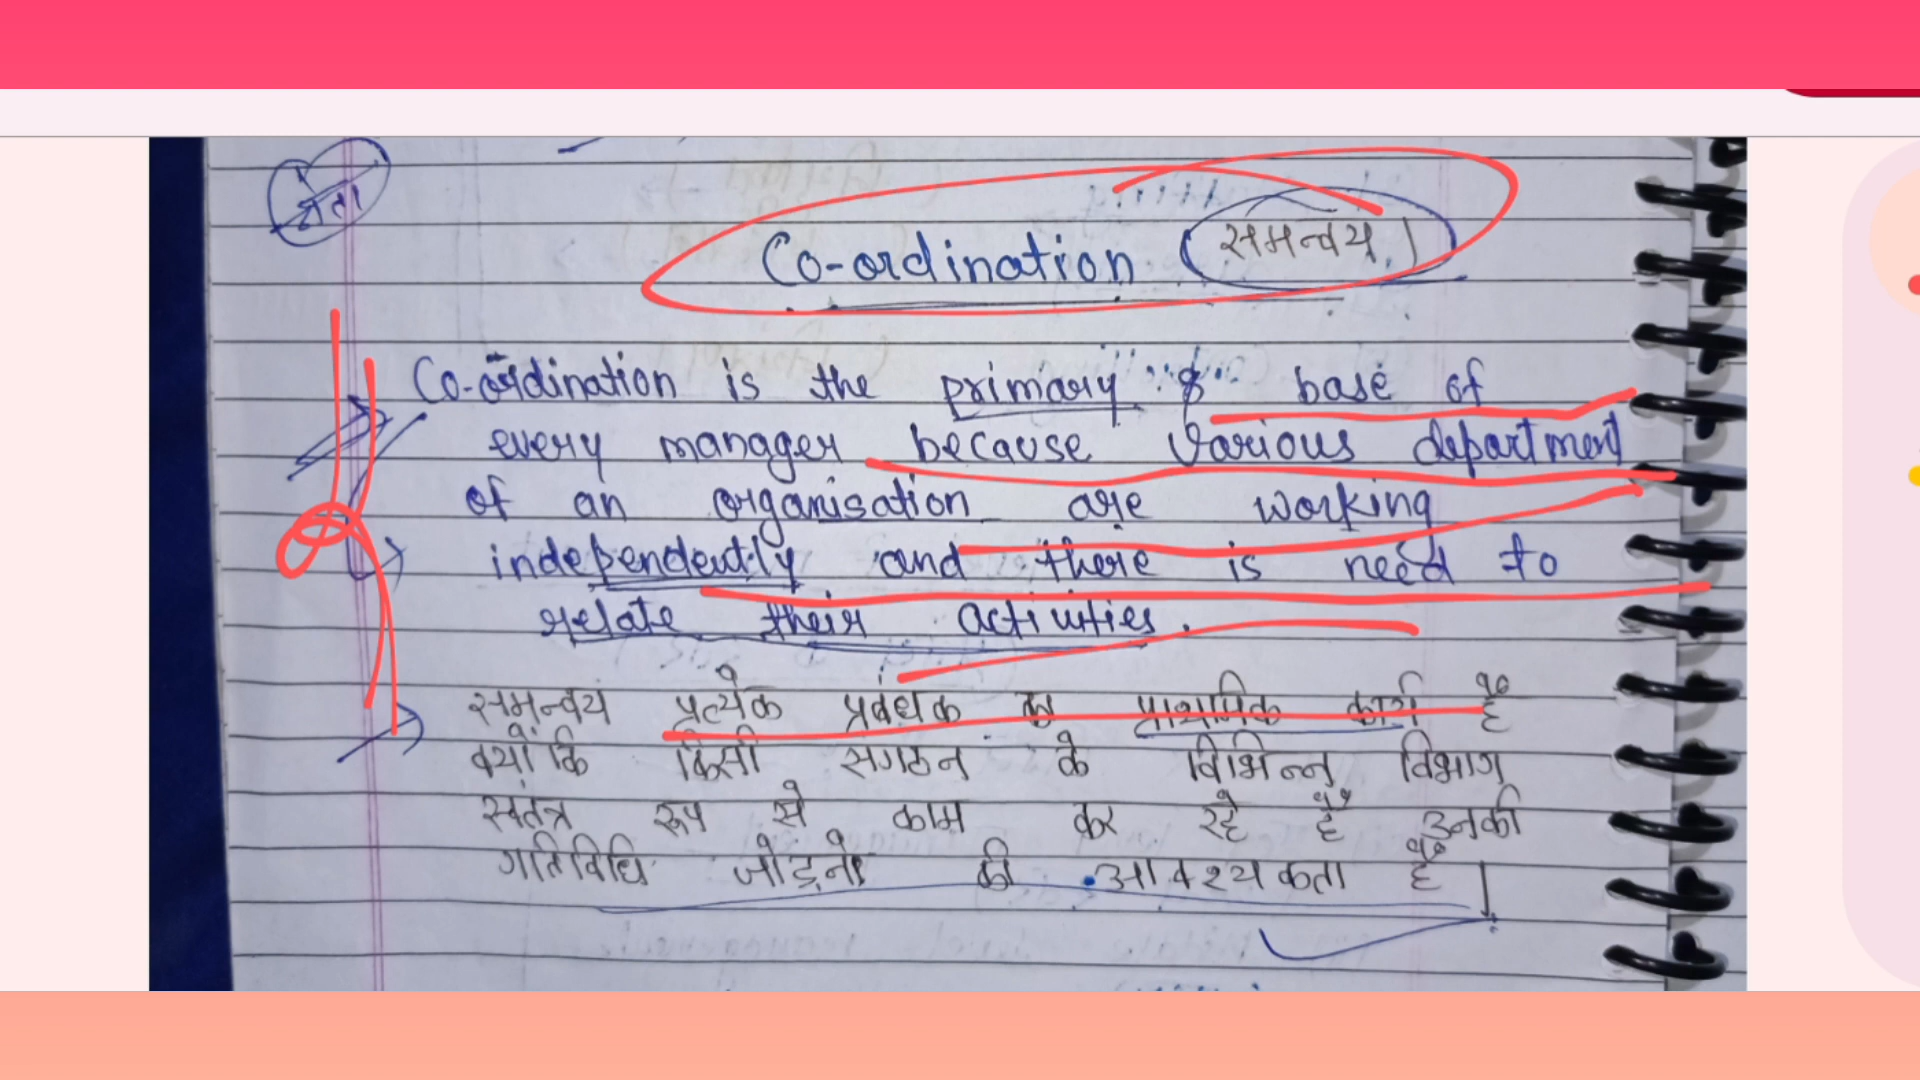 Co-ordination (समन्वय)
Co-ordination is the primary & base of
every manager because various department
of an organisation are working
independently and there is need to
relate their activities.
समन्वय प्रत्येक प्रबंधक का प्राथमिक कार्य है
क्योंकि किसी संगठन के विभिन्न विभाग
स्वतंत्र रूप से काम कर रहे हैं उनकी
गतिविधि जोड़ने की आवश्यकता है।